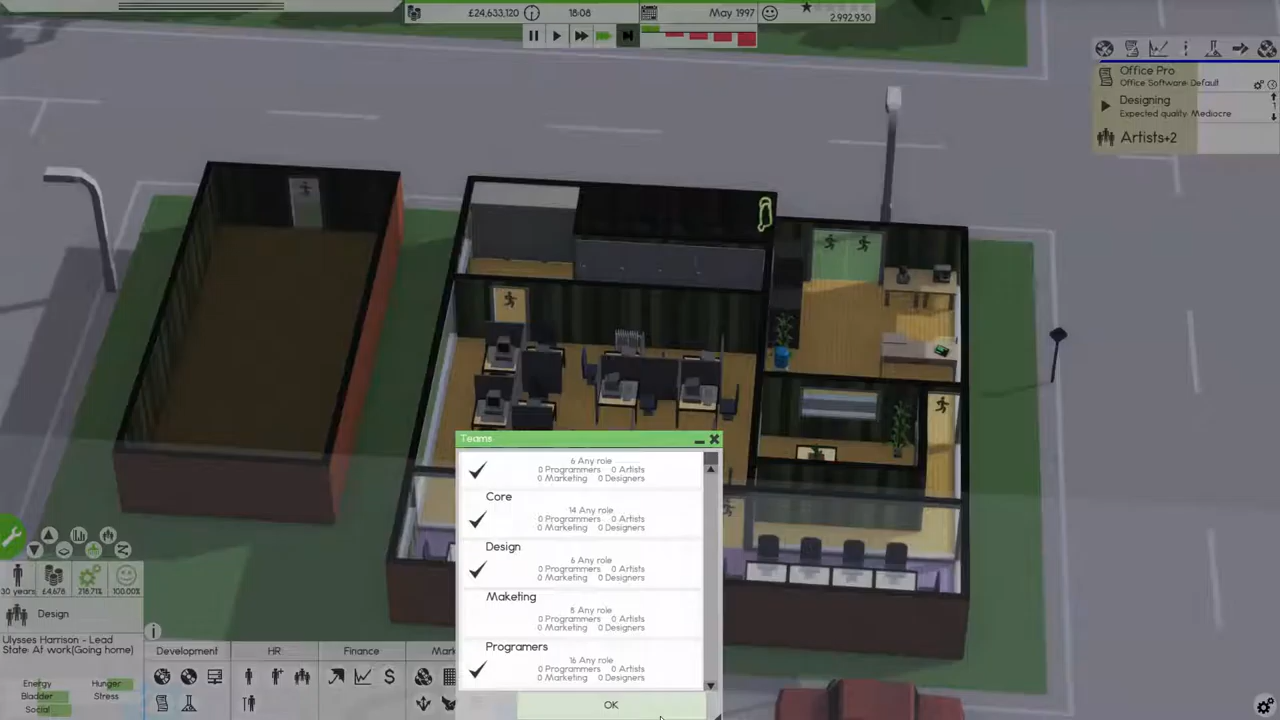 £24,633,120
18:08
May 1997
2.992.930
Office Pro
Office Software: Default
Designing
Expected quality: Mediocre
Artists+2
Teams
6 Any role
0 Programmers 0 Artists
0 Marketing 0 Designers
Core
14 Any role
0 Programmers 0 Artists
0 Marketing 0 Designers
Design
6 Any role
0 Programmers 0 Artists
0 Marketing 0 Designers
Maketing
8 Any role
0 Programmers 0 Artists
0 Marketing 0 Designers
Programers
16 Any role
0 Programmers 0 Artists
0 Marketing 0 Designers
OK
30 years
£4,678
218.71%
100.00%
Design
Ulysses Harrison - Lead
State: At work(Going home)
Energy
Hunger
Bladder
Stress
Social
Development
HR
Finance